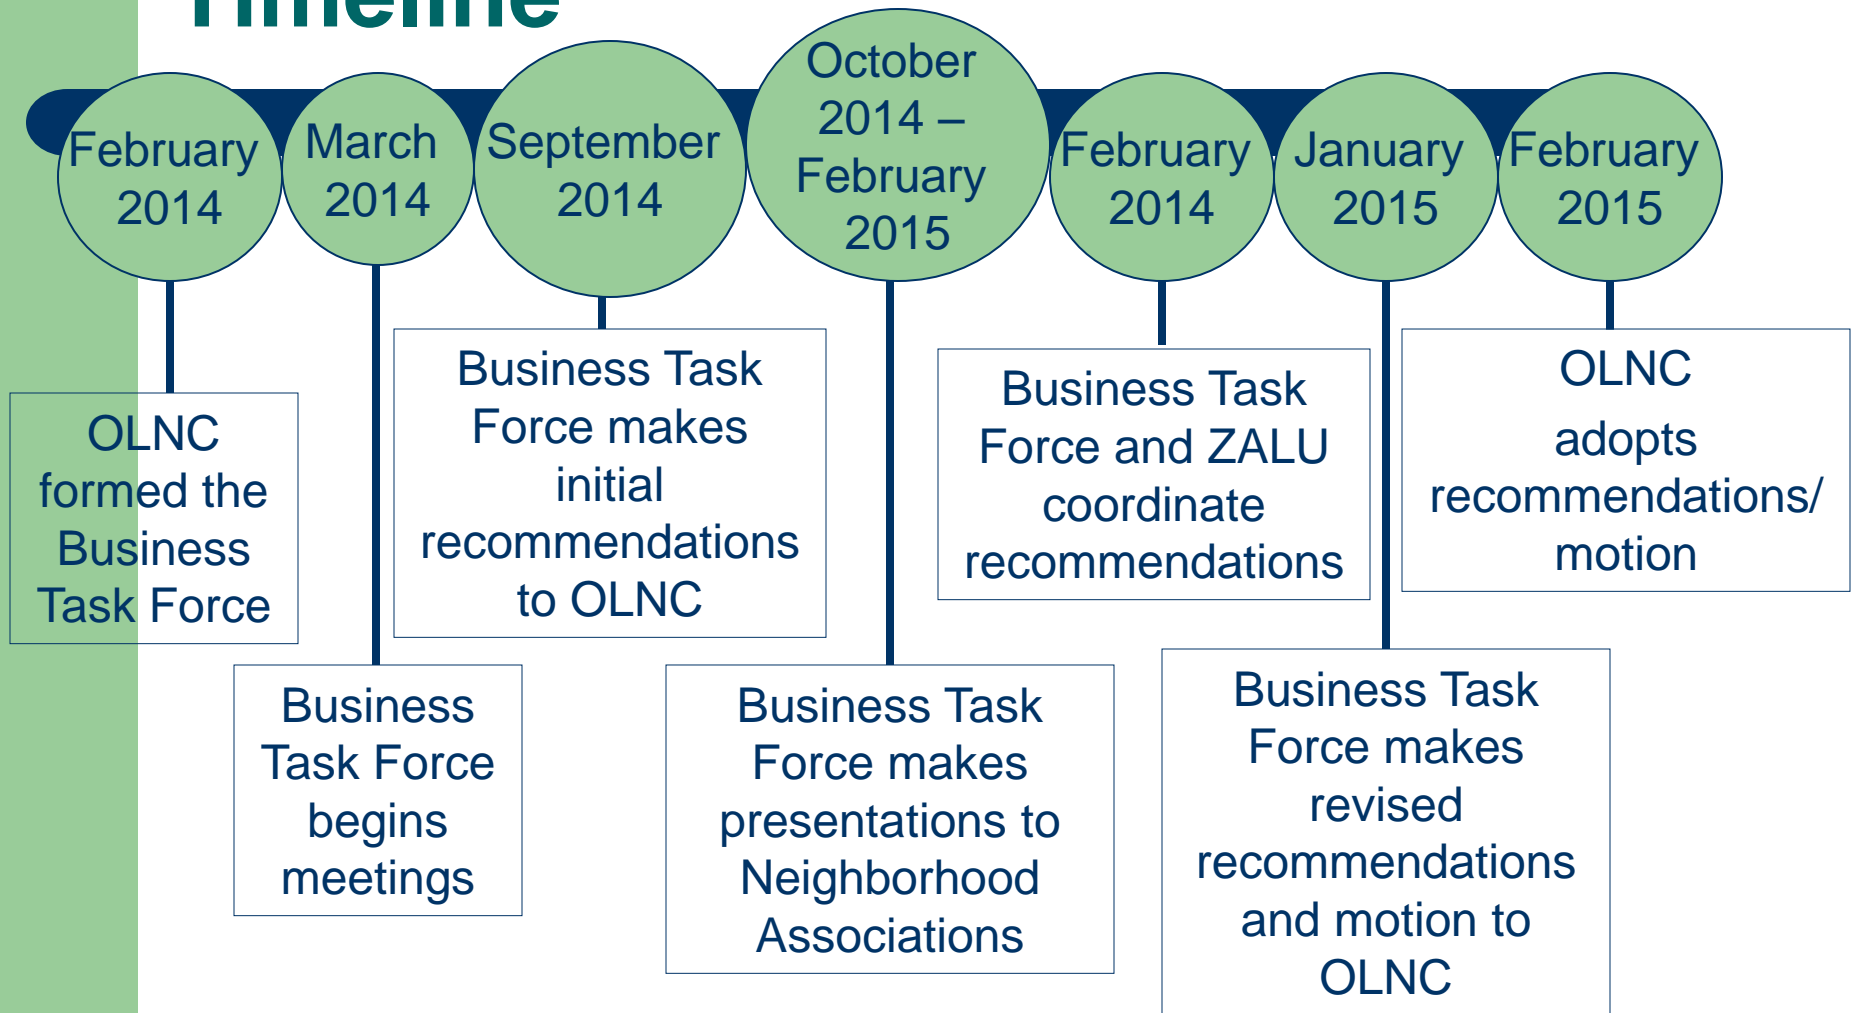 Timeline
February
2014
March
2014
September
2014
October
2014 –
February
2015
February
2014
January
2015
February
2015
OLNC
formed the
Business
Task Force
Business
Task Force
begins
meetings
Business Task
Force makes
initial
recommendations
to OLNC
Business Task
Force makes
presentations to
Neighborhood
Associations
Business Task
Force and ZALU
coordinate
recommendations
Business Task
Force makes
revised
recommendations
and motion to
OLNC
OLNC
adopts
recommendations/
motion